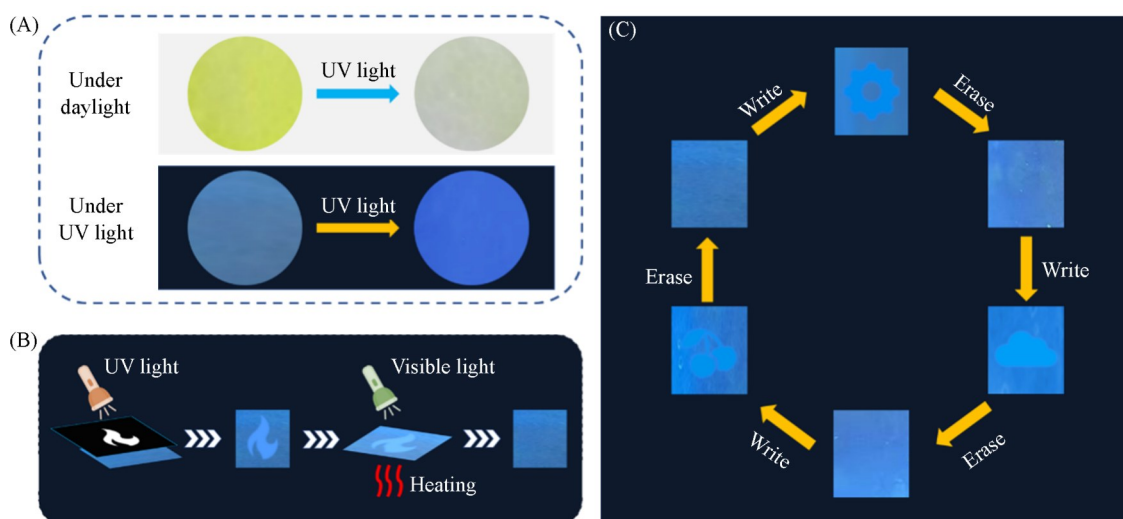 (A)
Under
daylight
UV light
Under
UV light
UV light
(B)
UV light
Visible light
Heating
(C)
Write
Erase
Write
Erase
Write
Erase